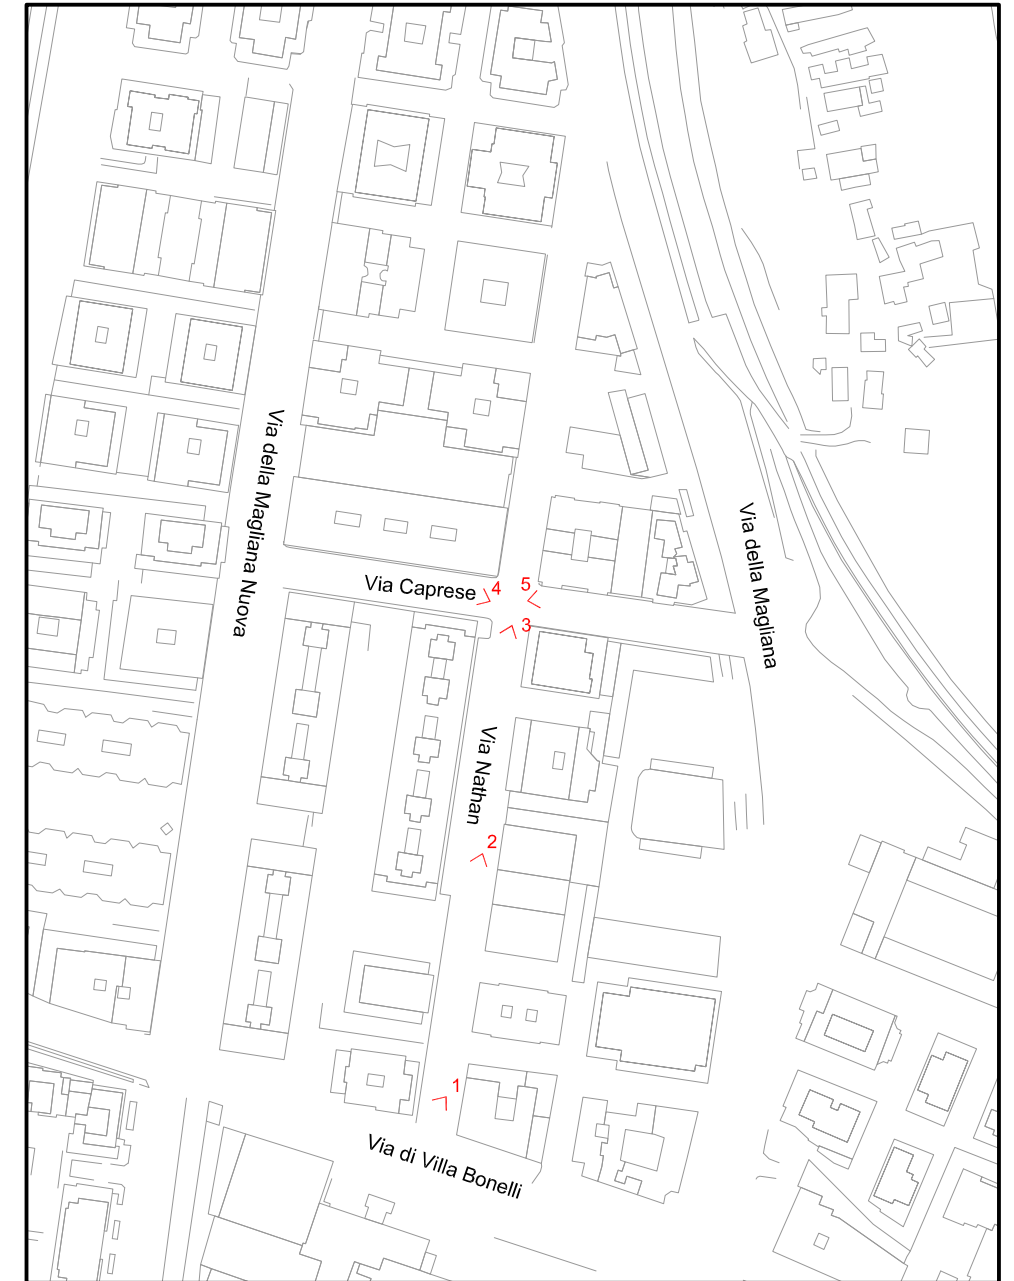 Via della Magliana Nuova
Via della Magliana
Via Caprese
4
5
3
Via Nathan
2
1
Via di Villa Bonelli